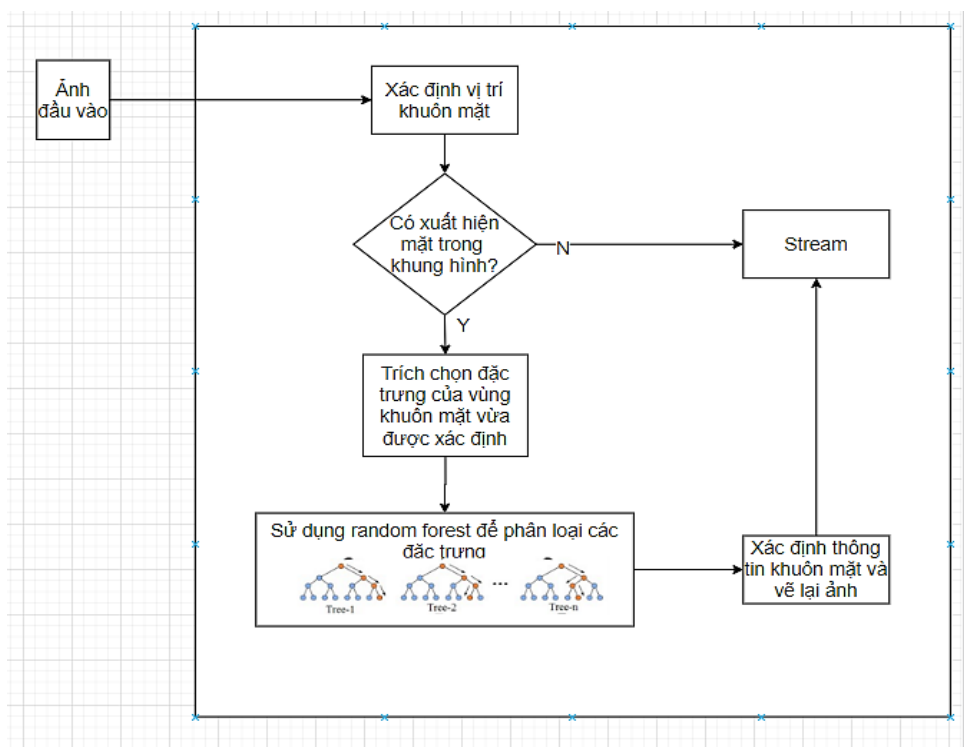 Ảnh
đầu vào
Xác định vị trí
khuôn mặt
Có xuất hiện
mặt trong
khung hình?
N
Stream
Y
Trích chọn đặc
trưng của vùng
khuôn mặt vừa
được xác định
Sử dụng random forest để phân loại các
đặc trưng
Tree-1
Tree-2
...
Tree-n
Xác định thông
tin khuôn mặt và
vẽ lại ảnh